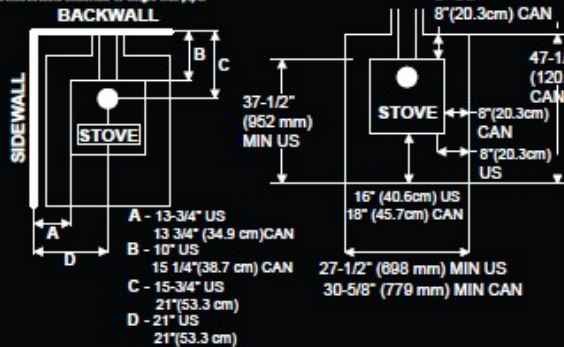 BACKWALL
SIDEWALL
B
C
STOVE
A
D
A - 13-3/4" US
13 3/4" (34.9 cm)CAN
B - 10" US
15 1/4"(38.7 cm) CAN
C - 15-3/4" US
21"(53.3 cm)
D - 21" US
21"(53.3 cm)
8"(20.3cm) CAN
47-1/
(120.
CAN
37-1/2"
(952 mm)
MIN US
STOVE
8"(20.3cm)
CAN
8"(20.3cm)
US
16" (40.6cm) US
18" (45.7cm) CAN
27-1/2" (698 mm) MIN US
30-5/8" (779 mm) MIN CAN